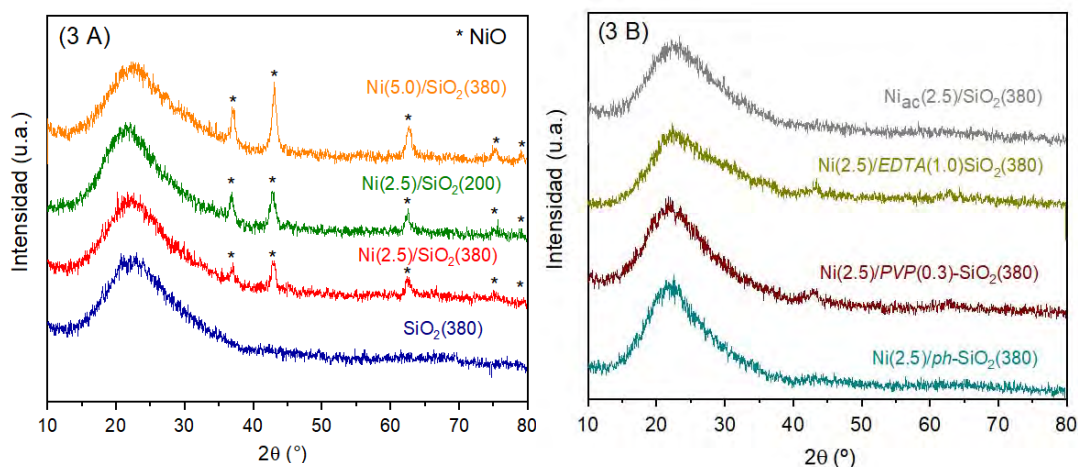 (3 A)
* NiO
Ni(5.0)/SiO₂(380)
* * * * *
Ni(2.5)/SiO₂(200)
* * * * *
Ni(2.5)/SiO₂(380)
* * * * *
SiO₂(380)
Intensidad (u.a.)
10 20 30 40 50 60 70 80
2θ (°)
(3 B)
Niac(2.5)/SiO₂(380)
Ni(2.5)/EDTA(1.0)SiO₂(380)
Ni(2.5)/PVP(0.3)-SiO₂(380)
Ni(2.5)/ph-SiO₂(380)
Intensidad (u.a.)
10 20 30 40 50 60 70 80
2θ (°)